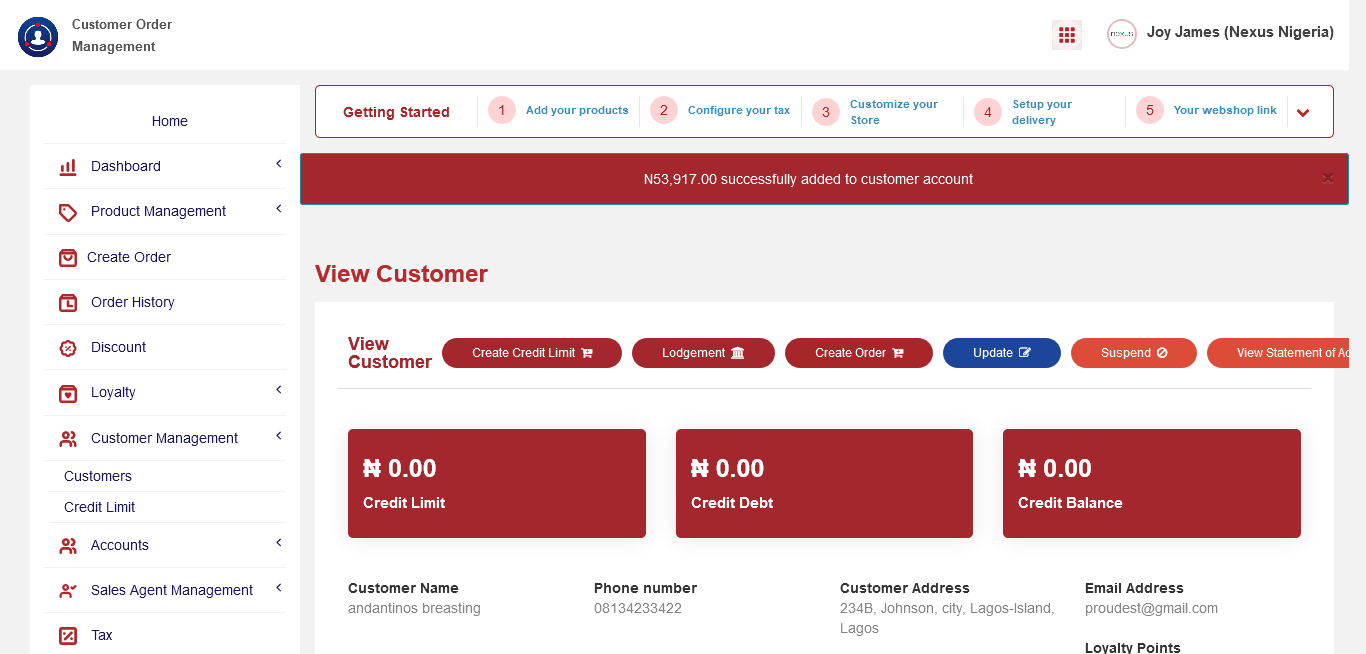 Customer Order
Management
nexus
Joy James (Nexus Nigeria)
Home
Dashboard
Product Management
Create Order
Order History
Discount
Loyalty
Customer Management
Customers
Credit Limit
Accounts
Sales Agent Management
Tax
Getting Started
1 Add your products
2 Configure your tax
3 Customize your
Store
4 Setup your
delivery
5 Your webshop link
N53,917.00 successfully added to customer account
×
View Customer
View
Customer
Create Credit Limit
Lodgement
Create Order
Update
Suspend
View Statement of Ac
₦ 0.00
Credit Limit
₦ 0.00
Credit Debt
₦ 0.00
Credit Balance
Customer Name
andantinos breasting
Phone number
08134233422
Customer Address
234B, Johnson, city, Lagos-Island,
Lagos
Email Address
proudest@gmail.com
Loyalty Points